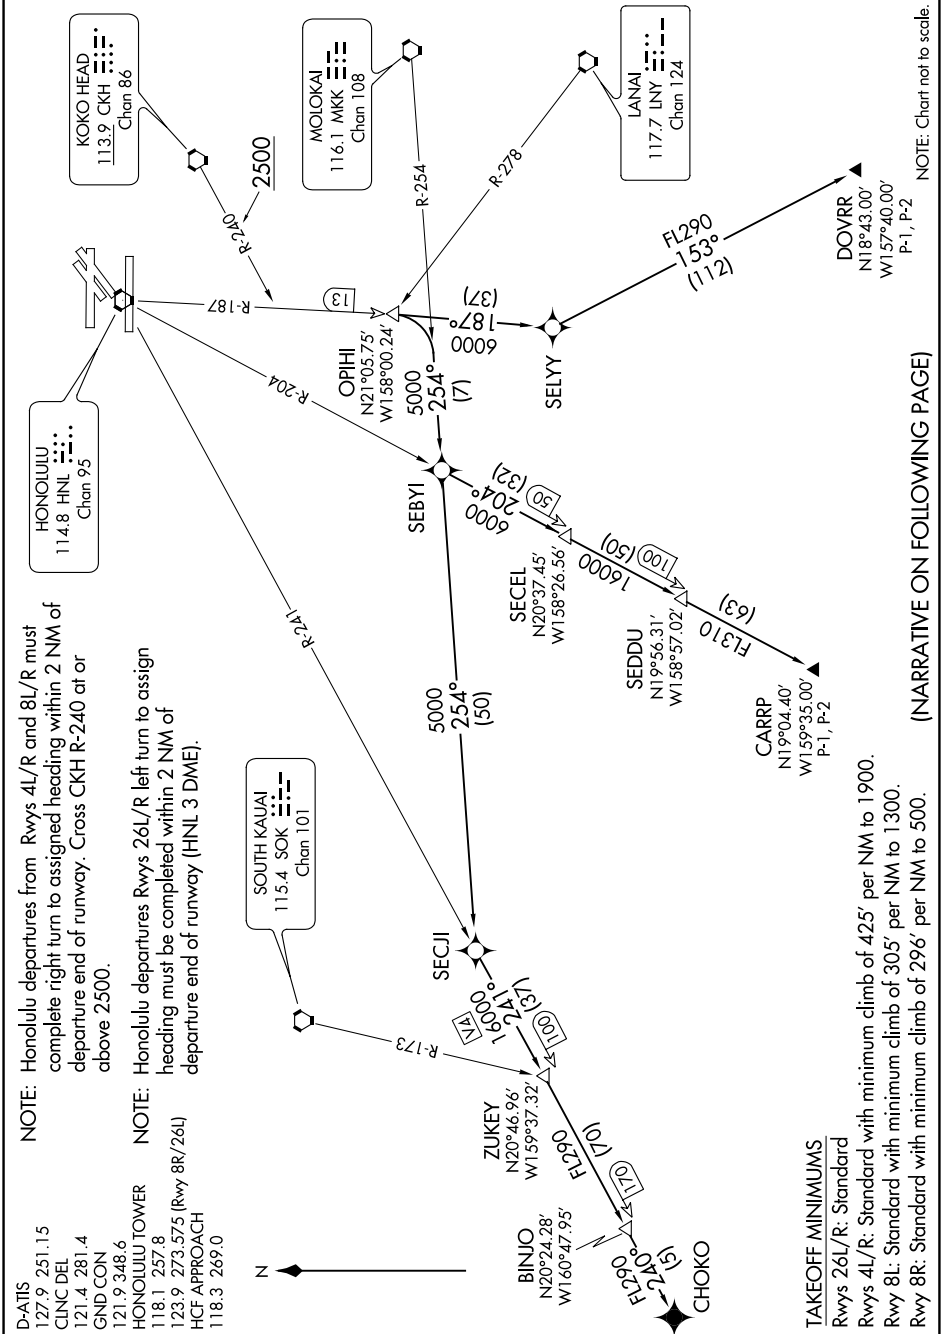 D-ATIS
127.9 251.15
CLNC DEL
121.4 281.4
GND CON
121.9 348.6
HONOLULU TOWER
118.1 257.8
123.9 273.575 (Rwy 8R/26L)
HCF APPROACH
118.3 269.0
NOTE: Honolulu departures from Rwys 4L/R and 8L/R must
complete right turn to assigned heading within 2 NM of
departure end of runway. Cross CKH R-240 at or
above 2500.
NOTE: Honolulu departures Rwys 26L/R left turn to assign
heading must be completed within 2 NM of
departure end of runway (HNL 3 DME).
HONOLULU
114.8 HNL
Chan 95
KOKO HEAD
113.9 CKH
Chan 86
R-240
2500
R-187
13
R-204
R-241
MOLOKAI
116.1 MKK
Chan 108
R-254
LANAI
117.7 LNY
Chan 124
R-278
SOUTH KAUAI
115.4 SOK
Chan 101
R-173
N
OPIHI
N21°05.75′
W158°00.24′
5000
254°
(7)
6000
187°
(37)
SELYY
FL290
153°
(112)
DOVRR
N18°43.00′
W157°40.00′
P-1, P-2
SEBYI
6000
204°
(32)
50
SECEL
N20°37.45′
W158°26.56′
16000
(50)
100
SEDDU
N19°56.31′
W158°57.02′
FL310
(63)
CARRP
N19°04.40′
W159°35.00′
P-1, P-2
5000
254°
(50)
SECJI
V4
16000
241°
(37)
100
ZUKEY
N20°46.96′
W159°37.32′
FL290
(70)
170
BINJO
N20°24.28′
W160°47.95′
FL290
240°
(5)
CHOKO
TAKEOFF MINIMUMS
Rwys 26L/R: Standard
Rwys 4L/R: Standard with minimum climb of 425′ per NM to 1900.
Rwy 8L: Standard with minimum climb of 305′ per NM to 1300.
Rwy 8R: Standard with minimum climb of 296′ per NM to 500.
(NARRATIVE ON FOLLOWING PAGE)
NOTE: Chart not to scale.